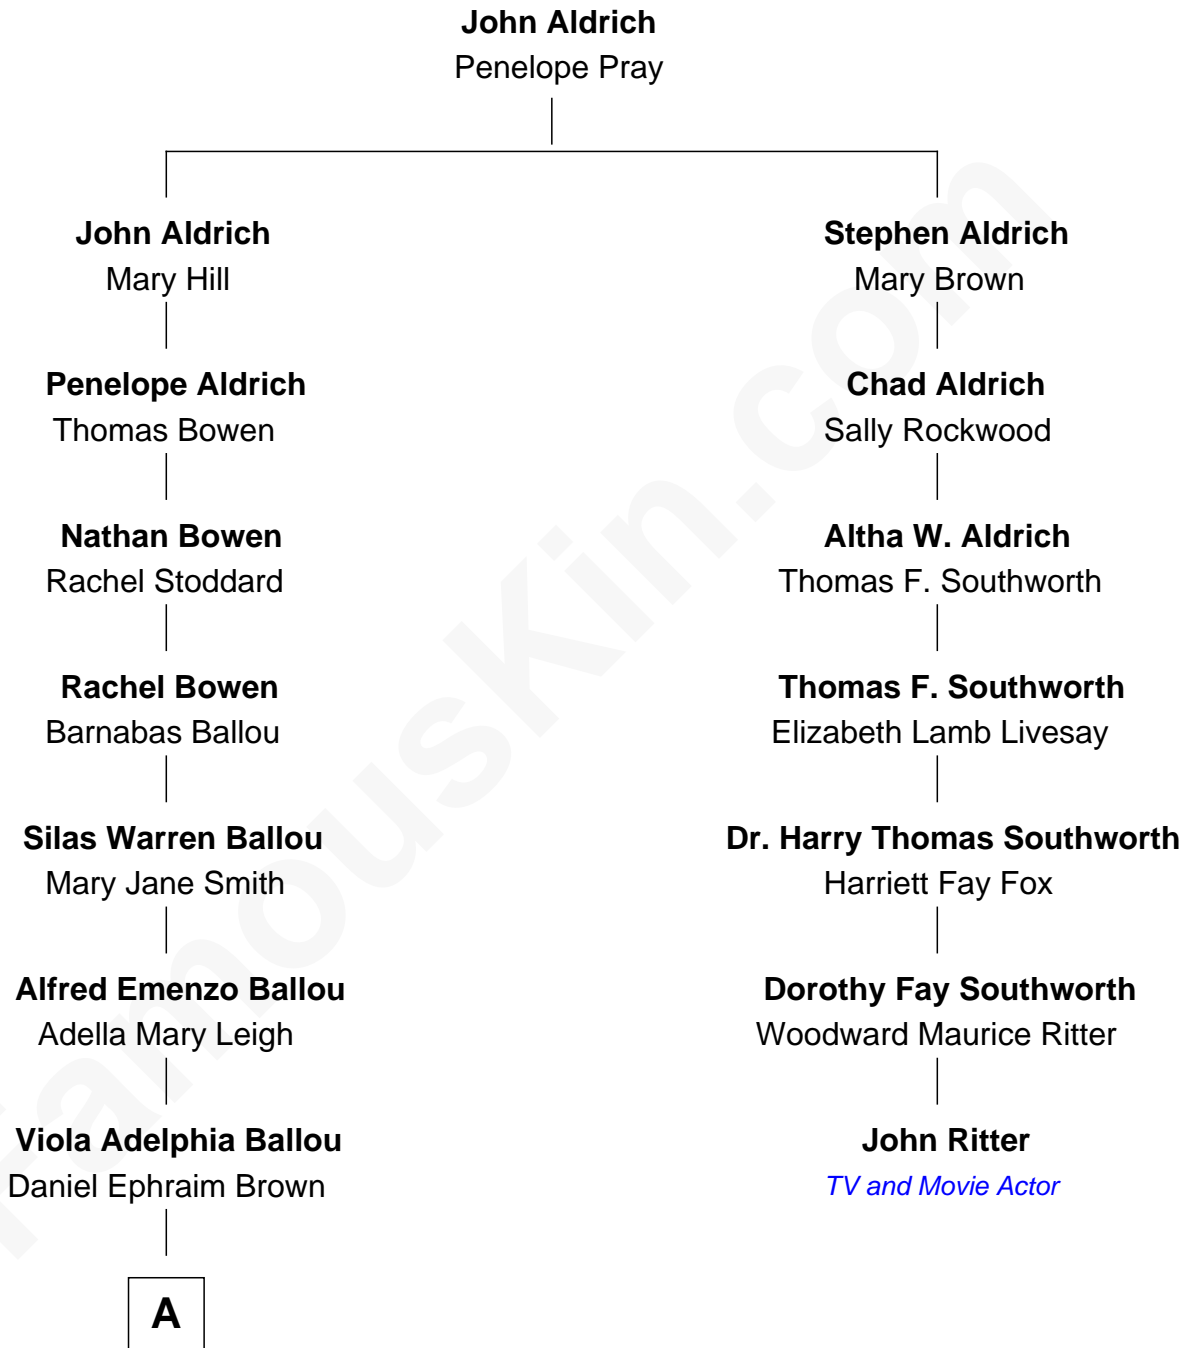 John Aldrich
Penelope Pray
John Aldrich
Mary Hill
Stephen Aldrich
Mary Brown
Penelope Aldrich
Thomas Bowen
Chad Aldrich
Sally Rockwood
Nathan Bowen
Rachel Stoddard
Altha W. Aldrich
Thomas F. Southworth
Rachel Bowen
Barnabas Ballou
Thomas F. Southworth
Elizabeth Lamb Livesay
Silas Warren Ballou
Mary Jane Smith
Dr. Harry Thomas Southworth
Harriett Fay Fox
Alfred Emenzo Ballou
Adella Mary Leigh
Dorothy Fay Southworth
Woodward Maurice Ritter
Viola Adelphia Ballou
Daniel Ephraim Brown
John Ritter
TV and Movie Actor
A
FamousKin.com